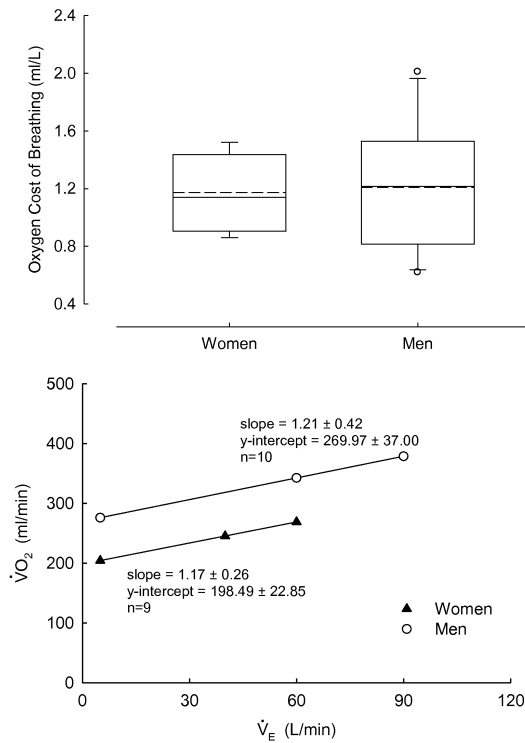 2.4
2.0
1.6
1.2
0.8
0.4
Oxygen Cost of Breathing (ml/L)
Women
Men
500
400
300
200
100
0
V̇O₂ (ml/min)
slope = 1.21 ± 0.42
y-intercept = 269.97 ± 37.00
n=10
slope = 1.17 ± 0.26
y-intercept = 198.49 ± 22.85
n=9
Women
Men
0 30 60 90 120
V̇E (L/min)